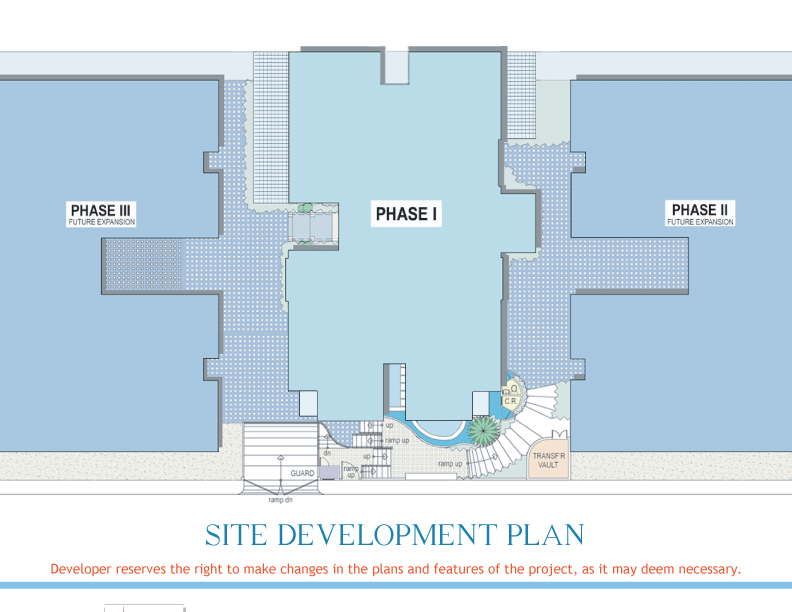 PHASE III
FUTURE EXPANSION
PHASE I
PHASE II
FUTURE EXPANSION
C.R.
up
ramp up
dn
up
ramp up
ramp
up
TRANSF'R
VAULT
GUARD
ramp dn
SITE DEVELOPMENT PLAN
Developer reserves the right to make changes in the plans and features of the project, as it may deem necessary.